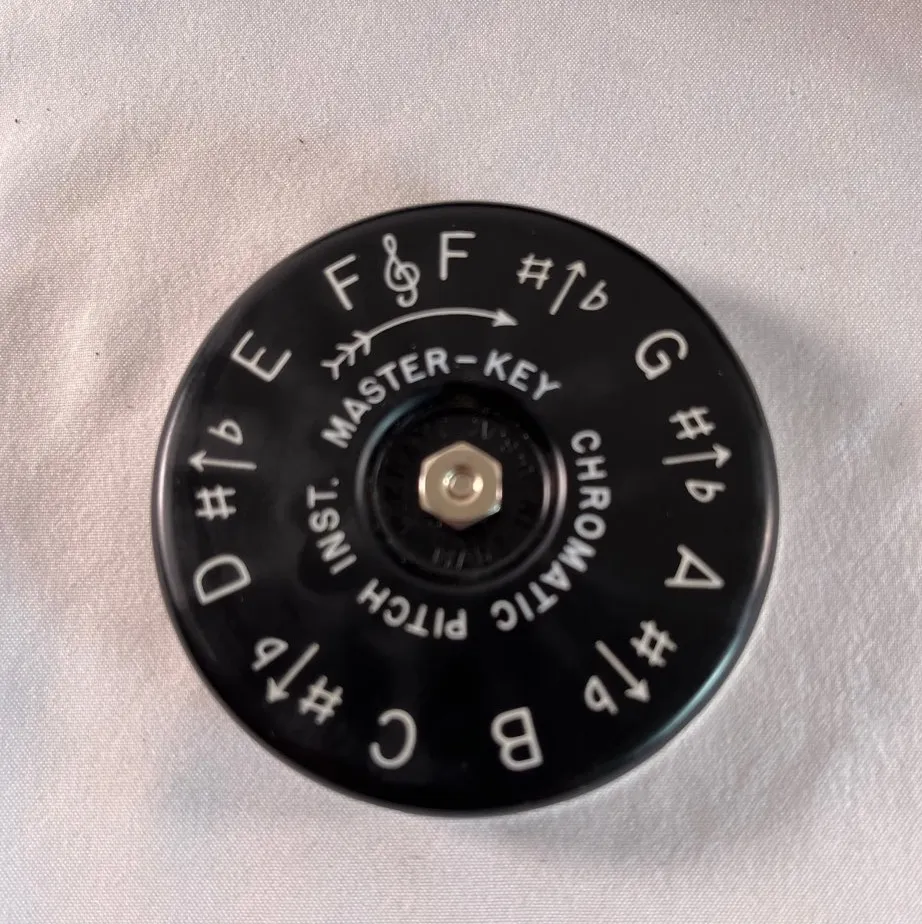 F F
#↑b
G
#↑b
A
#↑b
B
C
#↑b
D
#↑b
E
MASTER-KEY
CHROMATIC PITCH INST.